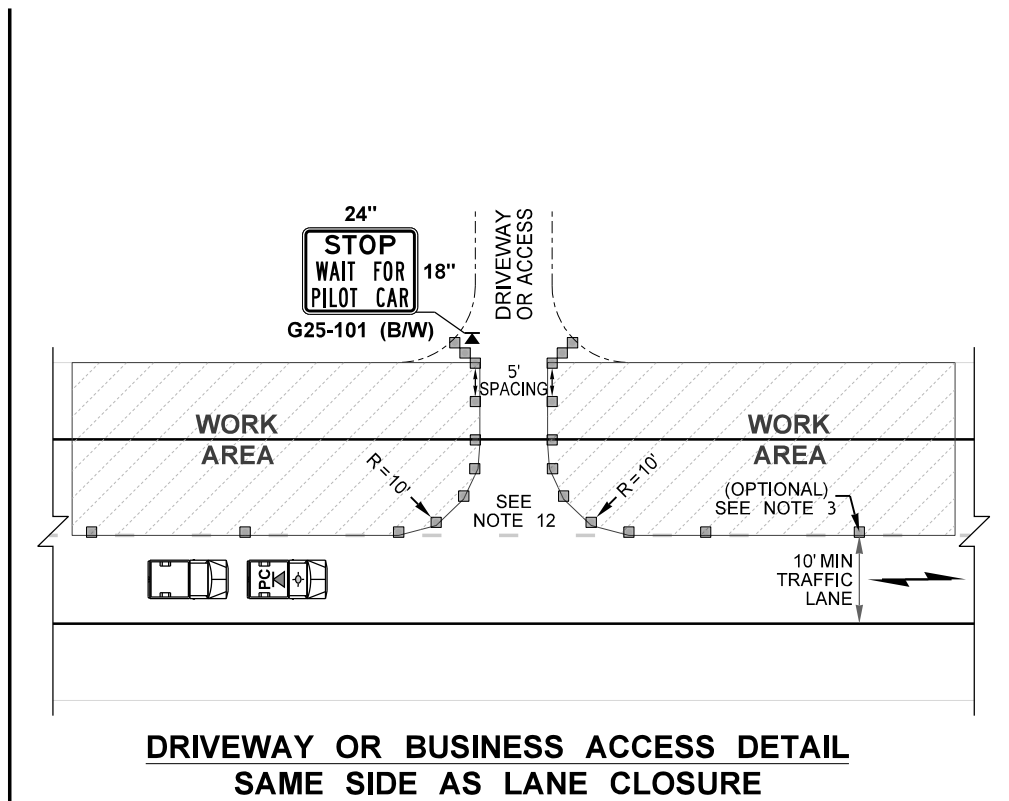 24"
STOP
WAIT FOR
PILOT CAR
18"
G25-101 (B/W)
DRIVEWAY
OR ACCESS
5'
SPACING
WORK
AREA
WORK
AREA
R=10'
R=10'
SEE
NOTE 12
(OPTIONAL)
SEE NOTE 3
PC
10' MIN
TRAFFIC
LANE
DRIVEWAY OR BUSINESS ACCESS DETAIL
SAME SIDE AS LANE CLOSURE